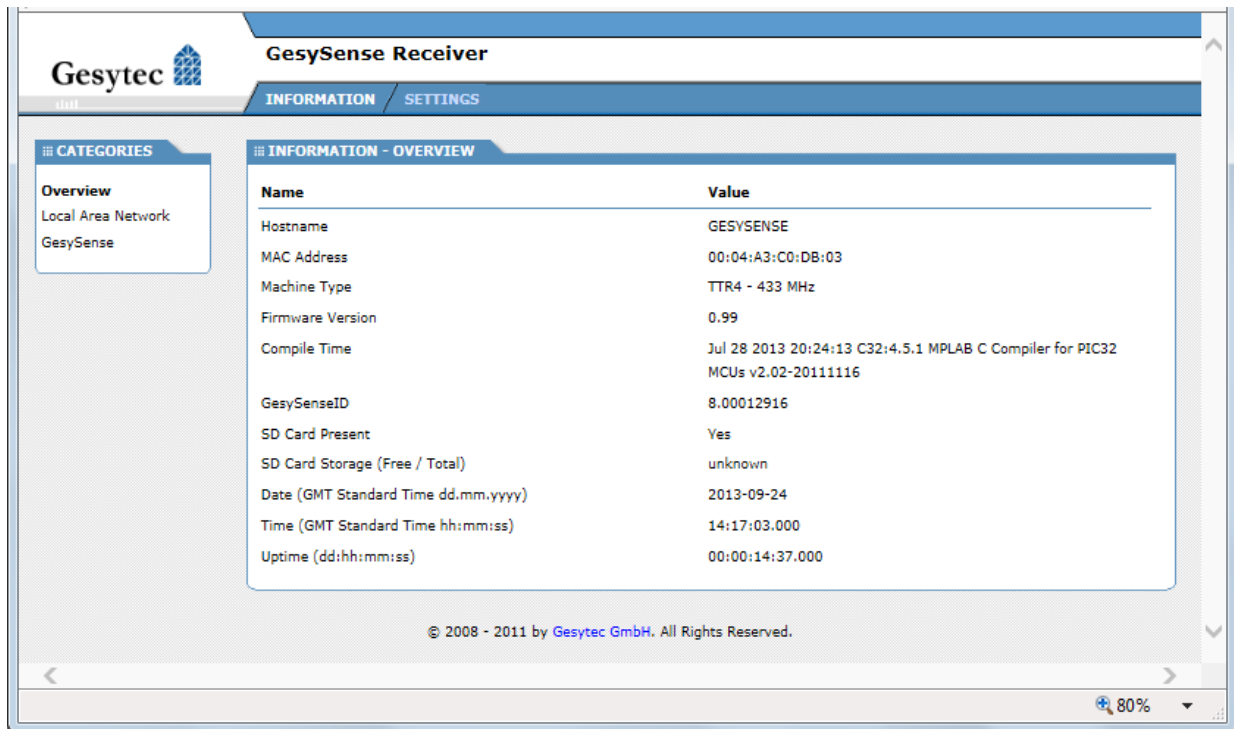 Gesytec
GesySense Receiver
INFORMATION / SETTINGS
CATEGORIES
Overview
Local Area Network
GesySense
INFORMATION - OVERVIEW
Name Value
Hostname GESYSENSE
MAC Address 00:04:A3:C0:DB:03
Machine Type TTR4 - 433 MHz
Firmware Version 0.99
Compile Time Jul 28 2013 20:24:13 C32:4.5.1 MPLAB C Compiler for PIC32
MCUs v2.02-20111116
GesySenseID 8.00012916
SD Card Present Yes
SD Card Storage (Free / Total) unknown
Date (GMT Standard Time dd.mm.yyyy) 2013-09-24
Time (GMT Standard Time hh:mm:ss) 14:17:03.000
Uptime (dd:hh:mm:ss) 00:00:14:37.000
© 2008 - 2011 by Gesytec GmbH. All Rights Reserved.
80%